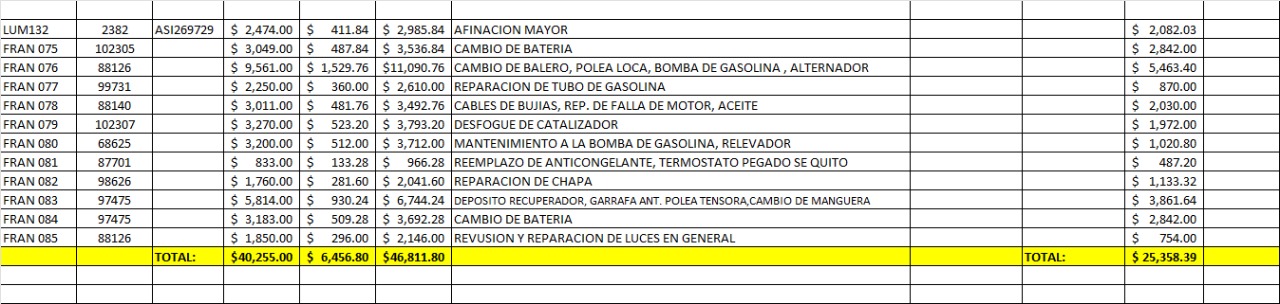 LUM132 2382 ASI269729 $ 2,474.00 $ 411.84 $ 2,985.84 AFINACION MAYOR $ 2,082.03
FRAN 075 102305 $ 3,049.00 $ 487.84 $ 3,536.84 CAMBIO DE BATERIA $ 2,842.00
FRAN 076 88126 $ 9,561.00 $ 1,529.76 $11,090.76 CAMBIO DE BALERO, POLEA LOCA, BOMBA DE GASOLINA , ALTERNADOR $ 5,463.40
FRAN 077 99731 $ 2,250.00 $ 360.00 $ 2,610.00 REPARACION DE TUBO DE GASOLINA $ 870.00
FRAN 078 88140 $ 3,011.00 $ 481.76 $ 3,492.76 CABLES DE BUJIAS, REP. DE FALLA DE MOTOR, ACEITE $ 2,030.00
FRAN 079 102307 $ 3,270.00 $ 523.20 $ 3,793.20 DESFOGUE DE CATALIZADOR $ 1,972.00
FRAN 080 68625 $ 3,200.00 $ 512.00 $ 3,712.00 MANTENIMIENTO A LA BOMBA DE GASOLINA, RELEVADOR $ 1,020.80
FRAN 081 87701 $ 833.00 $ 133.28 $ 966.28 REEMPLAZO DE ANTICONGELANTE, TERMOSTATO PEGADO SE QUITO $ 487.20
FRAN 082 98626 $ 1,760.00 $ 281.60 $ 2,041.60 REPARACION DE CHAPA $ 1,133.32
FRAN 083 97475 $ 5,814.00 $ 930.24 $ 6,744.24 DEPOSITO RECUPERADOR, GARRAFA ANT. POLEA TENSORA,CAMBIO DE MANGUERA $ 3,861.64
FRAN 084 97475 $ 3,183.00 $ 509.28 $ 3,692.28 CAMBIO DE BATERIA $ 2,842.00
FRAN 085 88126 $ 1,850.00 $ 296.00 $ 2,146.00 REVUSION Y REPARACION DE LUCES EN GENERAL $ 754.00
TOTAL: $40,255.00 $ 6,456.80 $46,811.80 TOTAL: $ 25,358.39